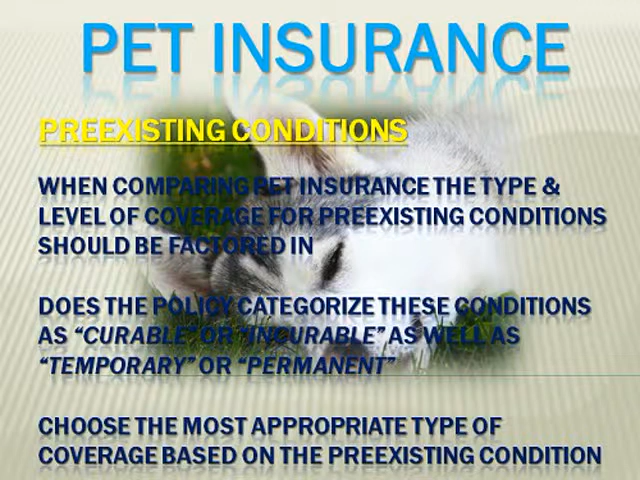 PET INSURANCE
PREEXISTING CONDITIONS
WHEN COMPARING PET INSURANCE THE TYPE &
LEVEL OF COVERAGE FOR PREEXISTING CONDITIONS
SHOULD BE FACTORED IN
DOES THE POLICY CATEGORIZE THESE CONDITIONS
AS “CURABLE” OR “INCURABLE” AS WELL AS
“TEMPORARY” OR “PERMANENT”
CHOOSE THE MOST APPROPRIATE TYPE OF
COVERAGE BASED ON THE PREEXISTING CONDITION